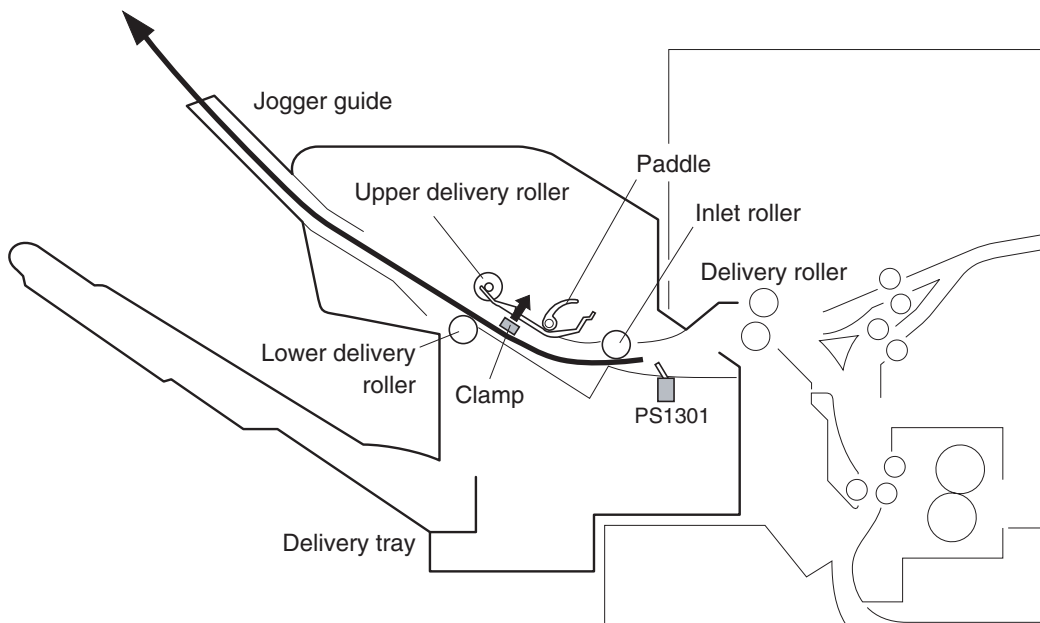 Jogger guide
Paddle
Upper delivery roller
Inlet roller
Delivery roller
Lower delivery
roller
Clamp
PS1301
Delivery tray